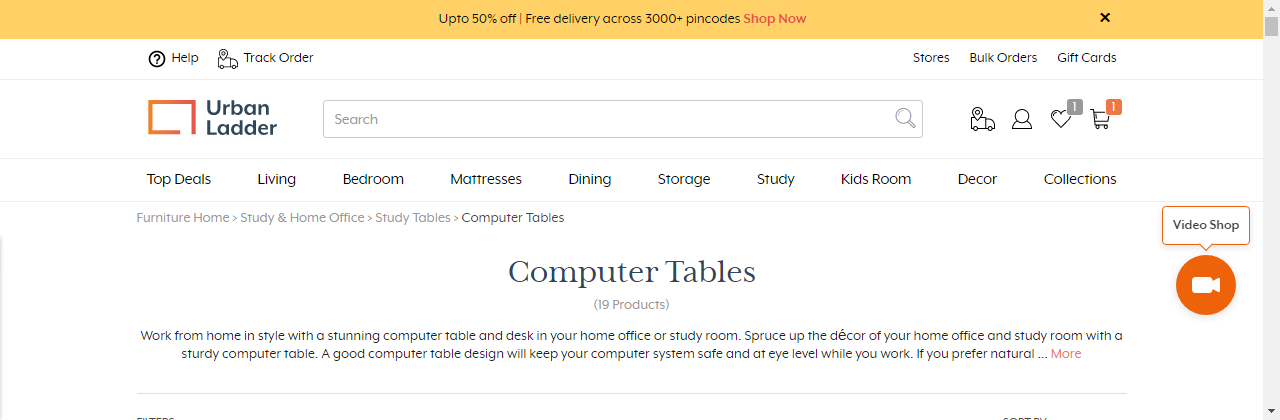 Upto 50% off | Free delivery across 3000+ pincodes Shop Now
Help Track Order Stores Bulk Orders Gift Cards
Urban Ladder
Search
1 1
Top Deals Living Bedroom Mattresses Dining Storage Study Kids Room Decor Collections
Furniture Home > Study & Home Office > Study Tables > Computer Tables
Video Shop
Computer Tables
(19 Products)
Work from home in style with a stunning computer table and desk in your home office or study room. Spruce up the décor of your home office and study room with a
sturdy computer table. A good computer table design will keep your computer system safe and at eye level while you work. If you prefer natural ... More
FILTERS SORT BY